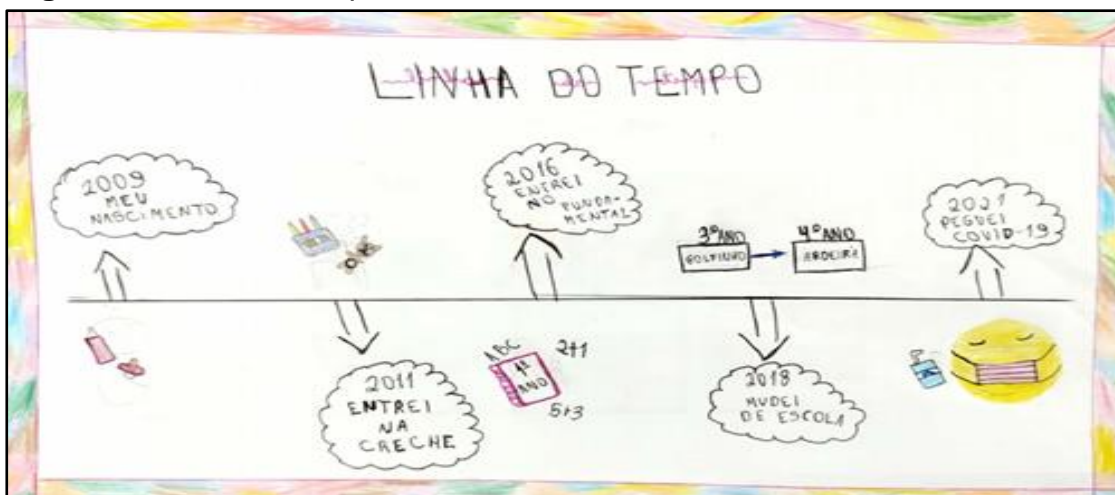 LINHA DO TEMPO
2009
MEU
NASCIMENTO
2011
ENTREI
NA
CRECHE
2016
ENTREI
NO FUNDA-
MENTAL
ABC
1º
ANO
2+1
5+3
3º ANO
GOLFINHO
4º ANO
AROEIRA
2018
MUDEI
DE ESCOLA
2021
PEGUEI
COVID-19